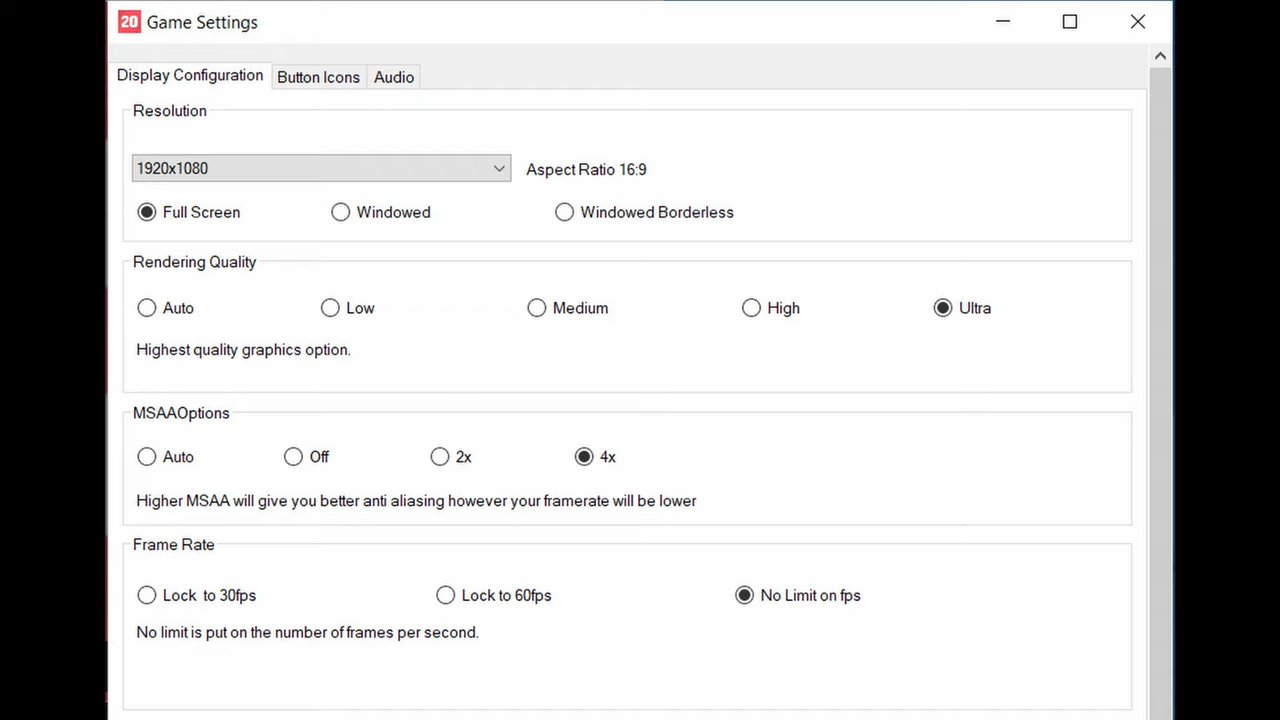 20 Game Settings
Display Configuration Button Icons Audio
Resolution
1920x1080 Aspect Ratio 16:9
Full Screen Windowed Windowed Borderless
Rendering Quality
Auto Low Medium High Ultra
Highest quality graphics option.
MSAAOptions
Auto Off 2x 4x
Higher MSAA will give you better anti aliasing however your framerate will be lower
Frame Rate
Lock to 30fps Lock to 60fps No Limit on fps
No limit is put on the number of frames per second.